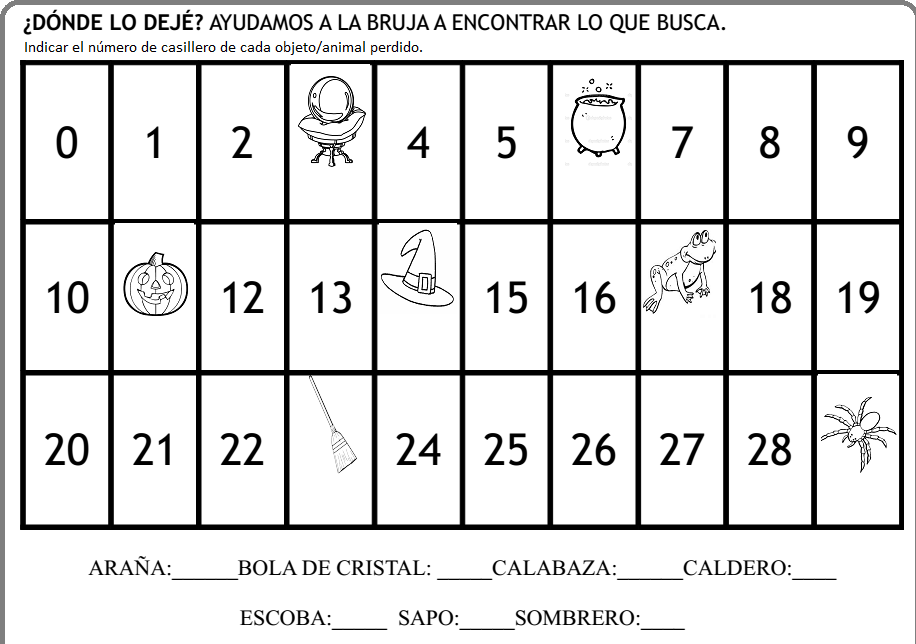 ¿DÓNDE LO DEJÉ? AYUDAMOS A LA BRUJA A ENCONTRAR LO QUE BUSCA.
Indicar el número de casillero de cada objeto/animal perdido.
0 1 2 4 5 7 8 9
10 12 13 15 16 18 19
20 21 22 24 25 26 27 28
ARAÑA:______BOLA DE CRISTAL: _____CALABAZA:______CALDERO:____
ESCOBA:_____ SAPO:_____SOMBRERO:____